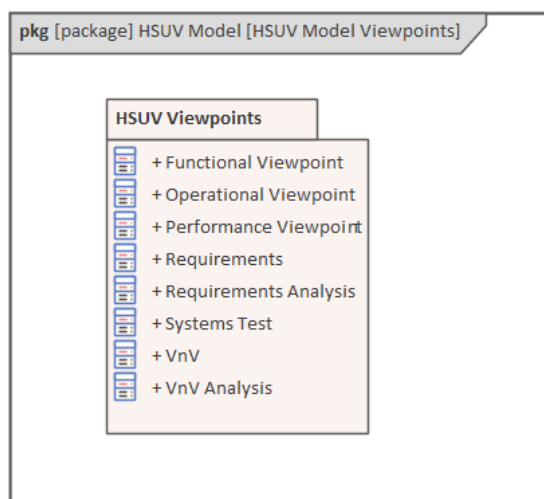 pkg [package] HSUV Model [HSUV Model Viewpoints]
HSUV Viewpoints
+ Functional Viewpoint
+ Operational Viewpoint
+ Performance Viewpoint
+ Requirements
+ Requirements Analysis
+ Systems Test
+ VnV
+ VnV Analysis